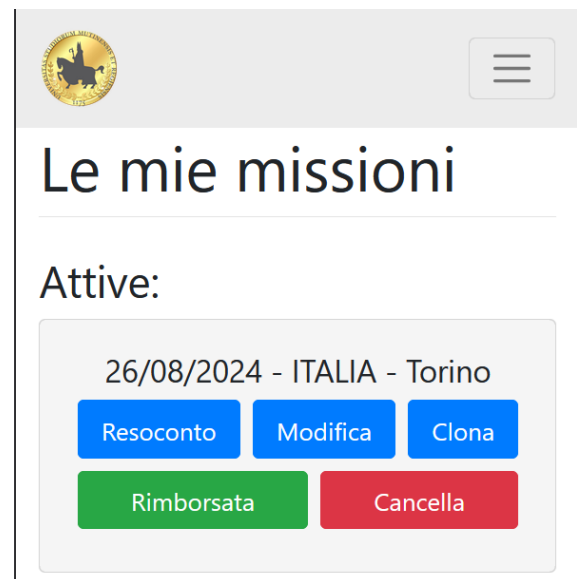 Le mie missioni
Attive:
26/08/2024 - ITALIA - Torino
Resoconto Modifica Clona
Rimborsata Cancella